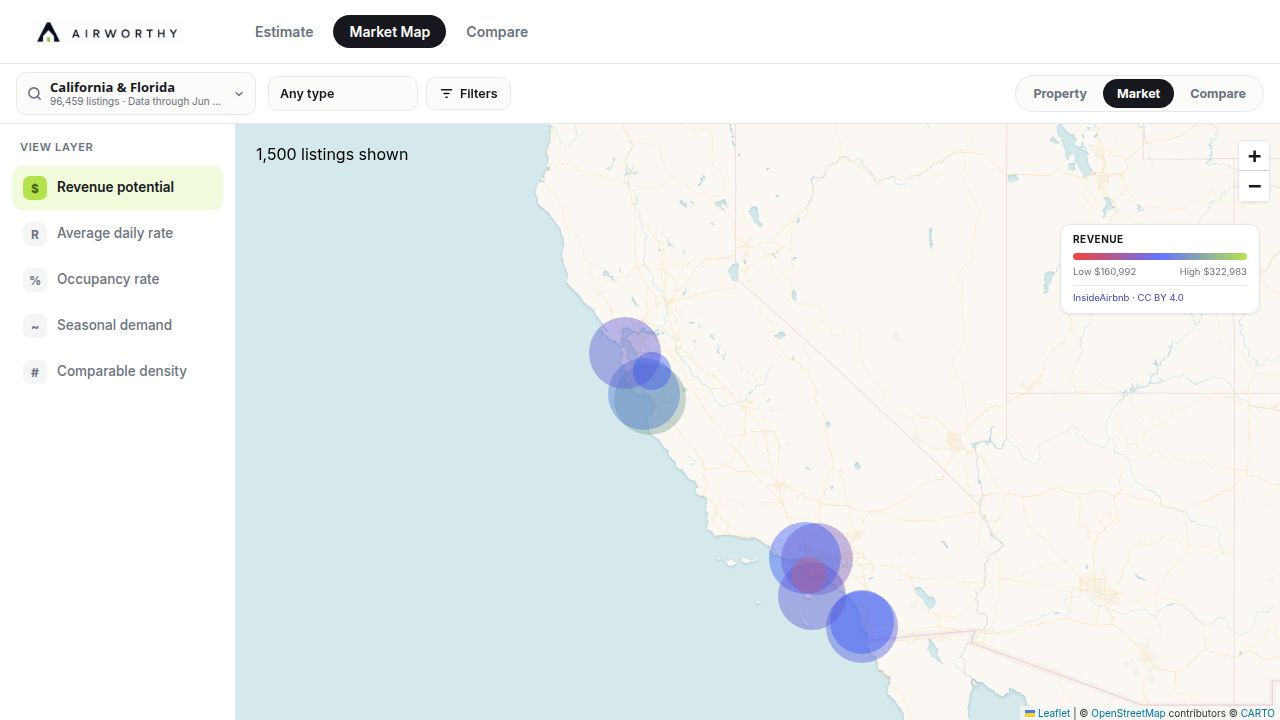 AIRWORTHY
Estimate
Market Map
Compare
California & Florida
96,459 listings · Data through Jun ...
Any type
Filters
Property
Market
Compare
VIEW LAYER
$ Revenue potential
R Average daily rate
% Occupancy rate
~ Seasonal demand
# Comparable density
1,500 listings shown
+
−
REVENUE
Low $160,992 High $322,983
InsideAirbnb · CC BY 4.0
Leaflet | © OpenStreetMap contributors © CARTO